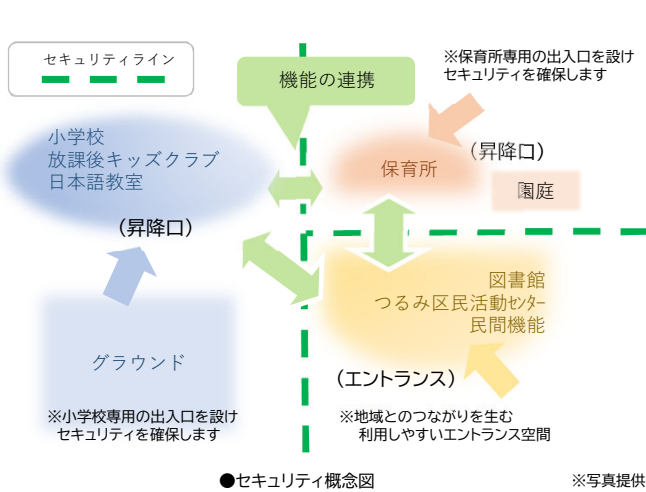 セキュリティライン
機能の連携
※保育所専用の出入口を設け
セキュリティを確保します
小学校
放課後キッズクラブ
日本語教室
(昇降口)
保育所
(昇降口)
園庭
図書館
つるみ区民活動ｾﾝﾀｰ
民間機能
グラウンド
(エントランス)
※小学校専用の出入口を設け
セキュリティを確保します
※地域とのつながりを生む
利用しやすいエントランス空間
●セキュリティ概念図
※写真提供